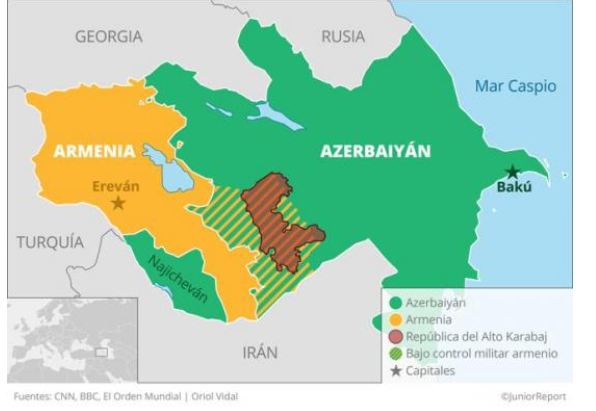 GEORGIA
RUSIA
Mar Caspio
ARMENIA
AZERBAIYÁN
Ereván
Bakú
TURQUÍA
Najicheván
IRÁN
Azerbaiyán
Armenia
República del Alto Karabaj
Bajo control militar armenio
Capitales
Fuentes: CNN, BBC, El Orden Mundial | Oriol Vidal
©JuniorReport